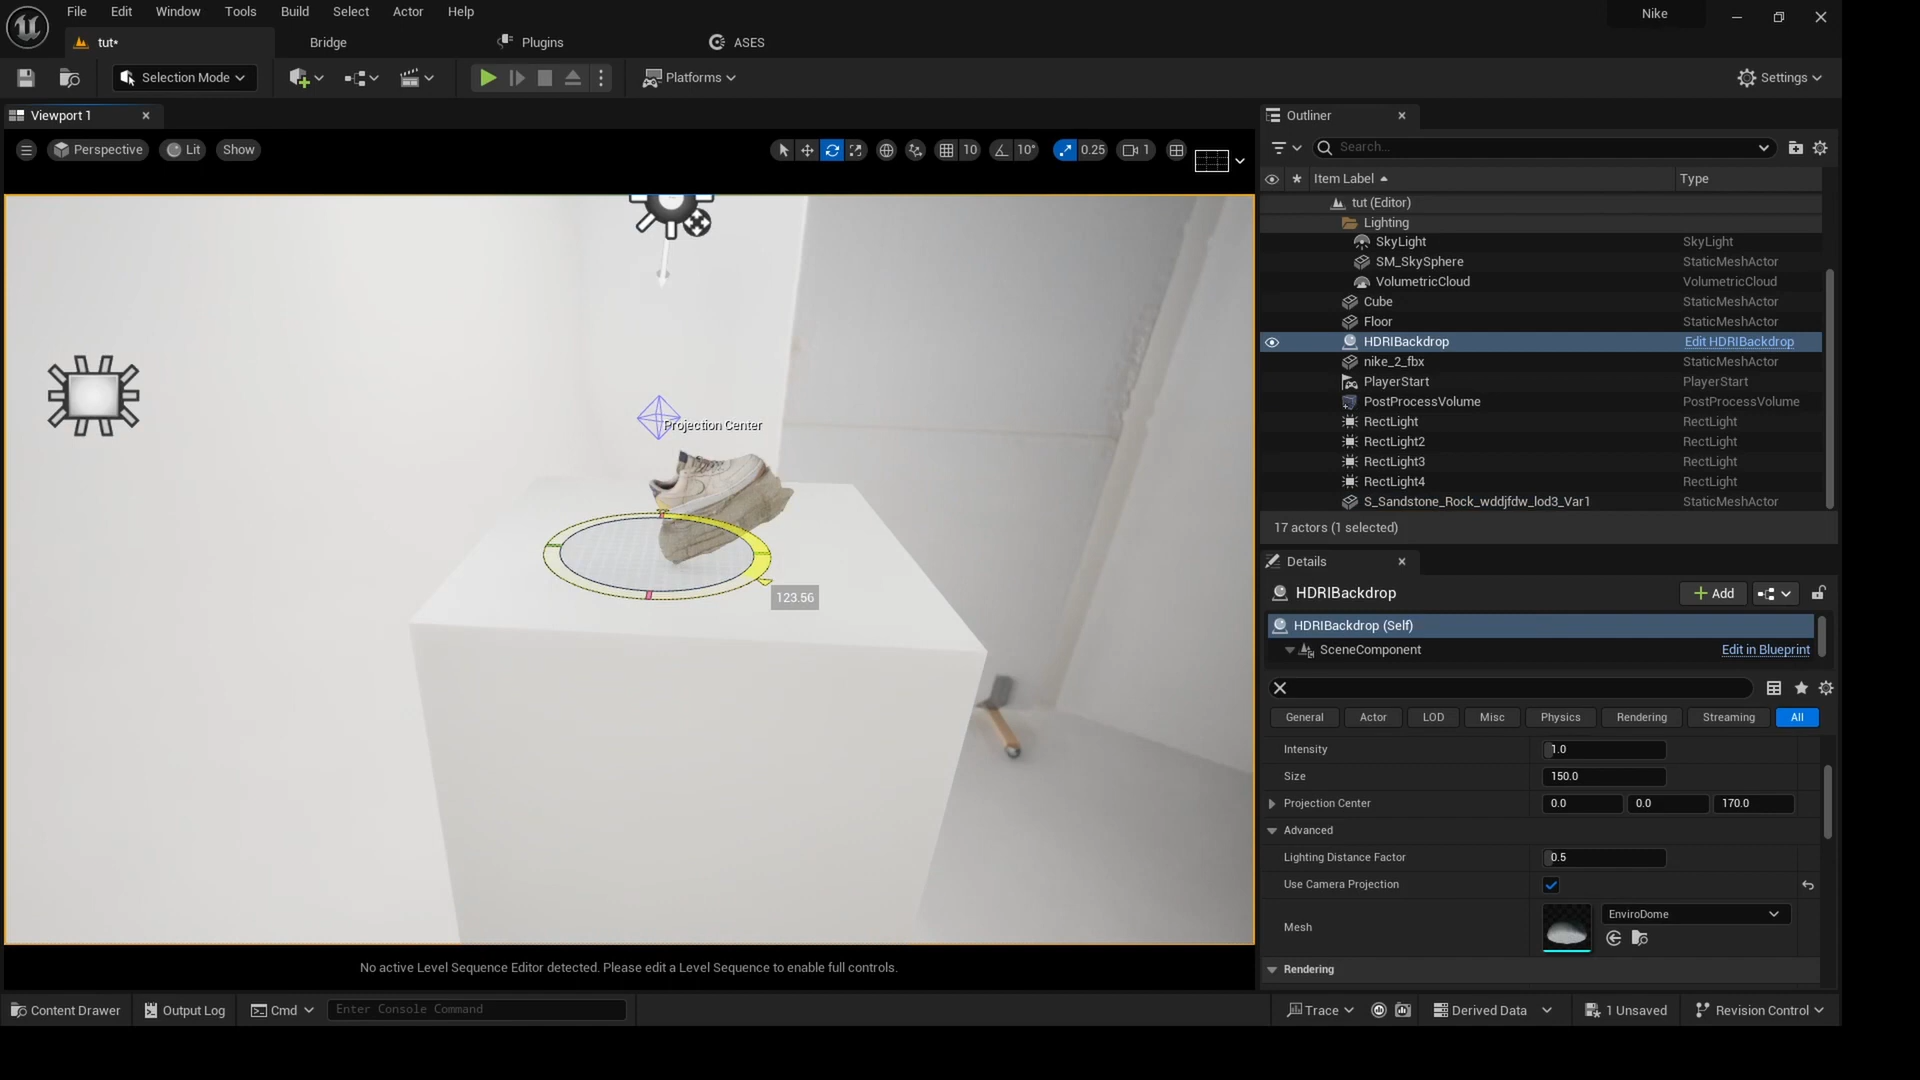 File Edit Window Tools Build Select Actor Help Nike
tut* Bridge Plugins ASES
Selection Mode Platforms Settings
Viewport 1
Perspective Lit Show 10 10° 0.25 1
Projection Center
123.56
No active Level Sequence Editor detected. Please edit a Level Sequence to enable full controls.
Outliner
Search...
Item Label Type
tut (Editor)
Lighting
SkyLight SkyLight
SM_SkySphere StaticMeshActor
VolumetricCloud VolumetricCloud
Cube StaticMeshActor
Floor StaticMeshActor
HDRIBackdrop Edit HDRIBackdrop
nike_2_fbx StaticMeshActor
PlayerStart PlayerStart
PostProcessVolume PostProcessVolume
RectLight RectLight
RectLight2 RectLight
RectLight3 RectLight
RectLight4 RectLight
S_Sandstone_Rock_wddjfdw_lod3_Var1 StaticMeshActor
17 actors (1 selected)
Details
HDRIBackdrop Add
HDRIBackdrop (Self)
SceneComponent Edit in Blueprint
General Actor LOD Misc Physics Rendering Streaming All
Intensity 1.0
Size 150.0
Projection Center 0.0 0.0 170.0
Advanced
Lighting Distance Factor 0.5
Use Camera Projection
Mesh EnviroDome
Rendering
Content Drawer Output Log Cmd Enter Console Command Trace Derived Data 1 Unsaved Revision Control